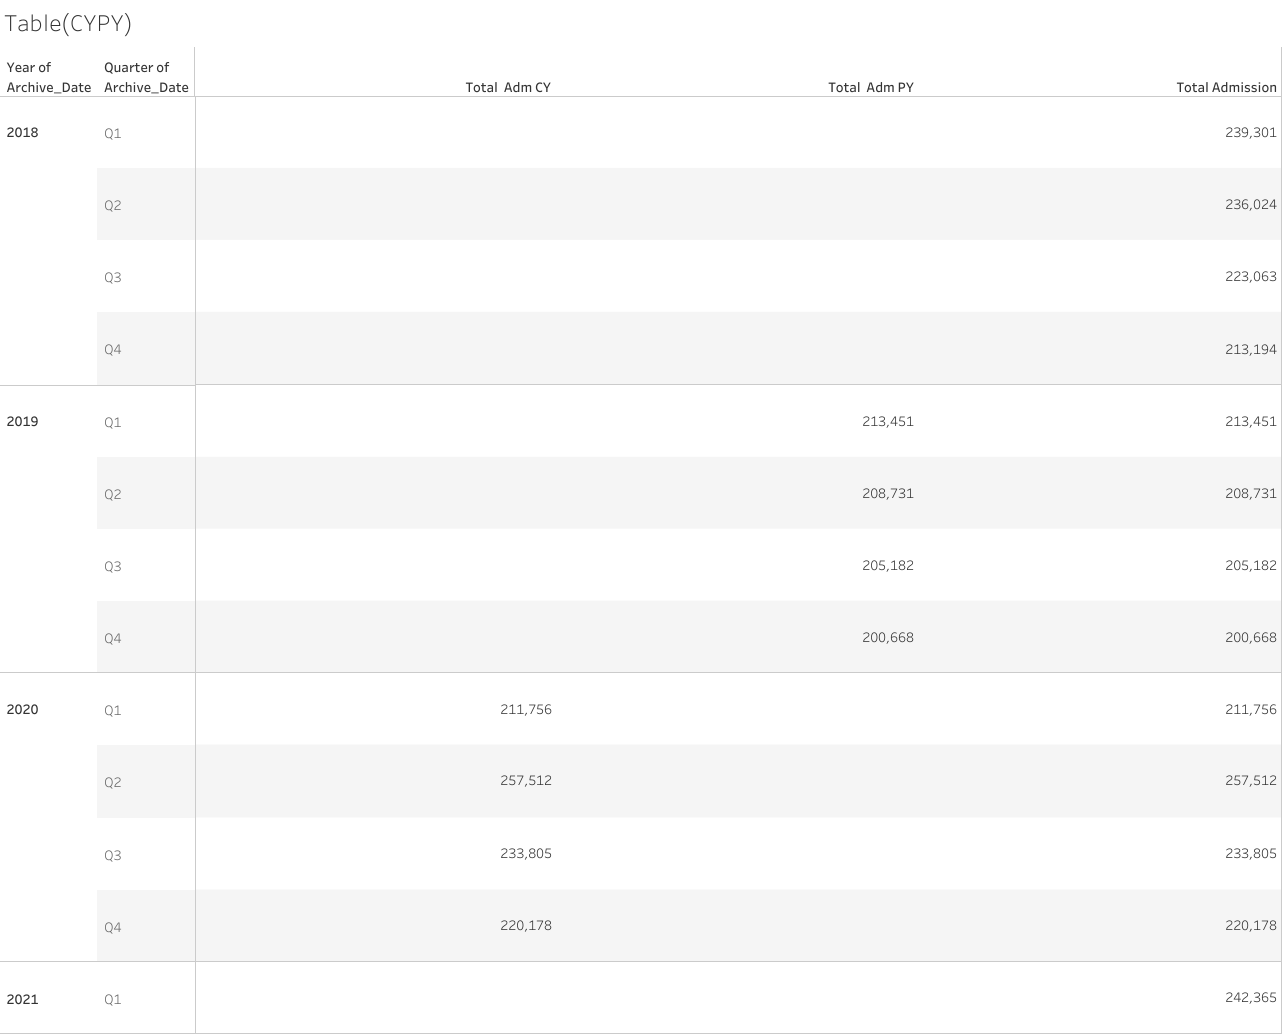 Table(CYPY)
Year of Archive_Date Quarter of Archive_Date Total Adm CY Total Adm PY Total Admission
2018 Q1 239,301
Q2 236,024
Q3 223,063
Q4 213,194
2019 Q1 213,451 213,451
Q2 208,731 208,731
Q3 205,182 205,182
Q4 200,668 200,668
2020 Q1 211,756 211,756
Q2 257,512 257,512
Q3 233,805 233,805
Q4 220,178 220,178
2021 Q1 242,365